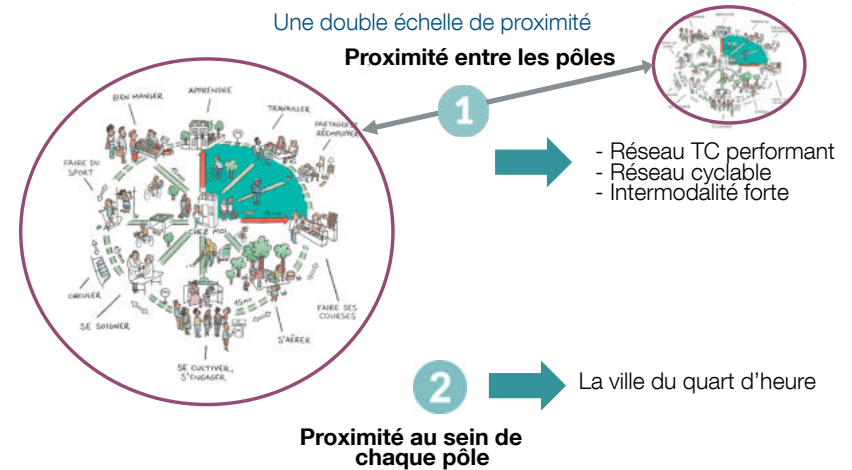 Une double échelle de proximité
Proximité entre les pôles
1
- Réseau TC performant
- Réseau cyclable
- Intermodalité forte
APPRENDRE
BIEN MANGER
TRAVAILLER
PARTAGER ET
RÉEMPLOYER
FAIRE DU
SPORT
CHEZ MOI
15mn
CIRCULER
SE SOIGNER
15mn
FAIRE SES
COURSES
S'AÉRER
SE CULTIVER,
S'ENGAGER
2
La ville du quart d'heure
Proximité au sein de
chaque pôle